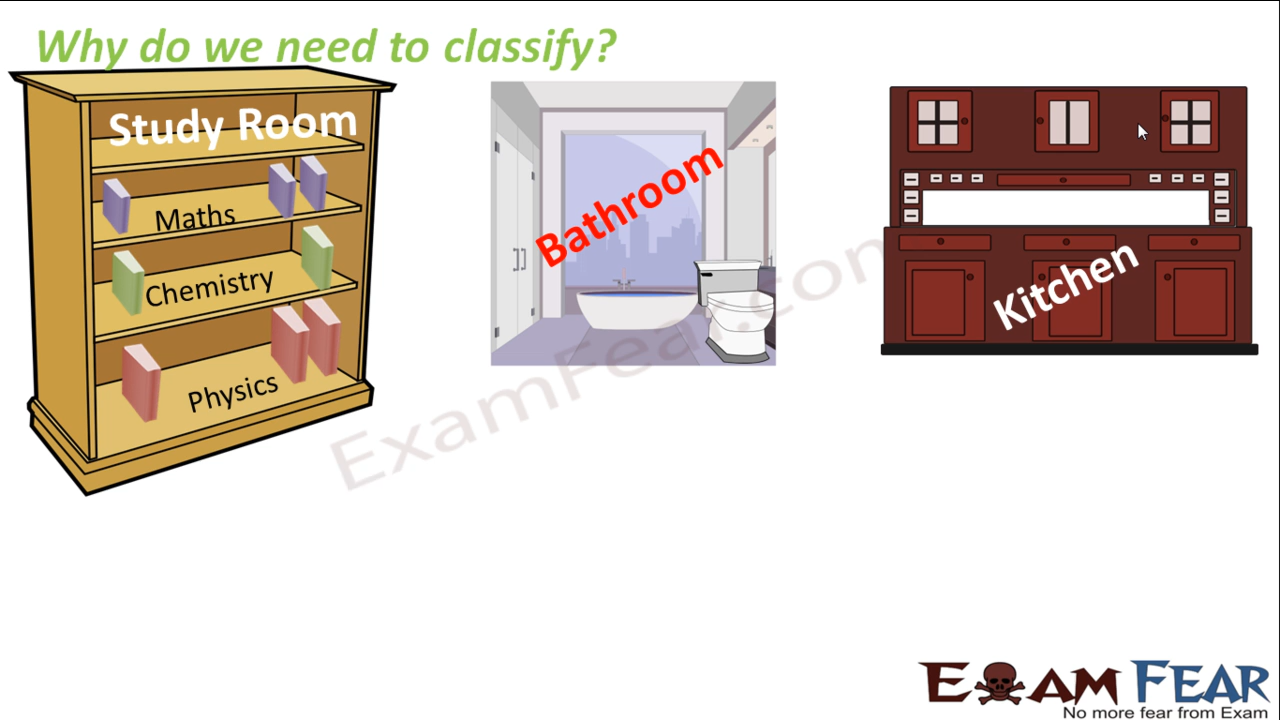 Why do we need to classify?
Study Room
Maths
Chemistry
Physics
Bathroom
Kitchen
ExamFear.com
EXAM FEAR
No more fear from Exam